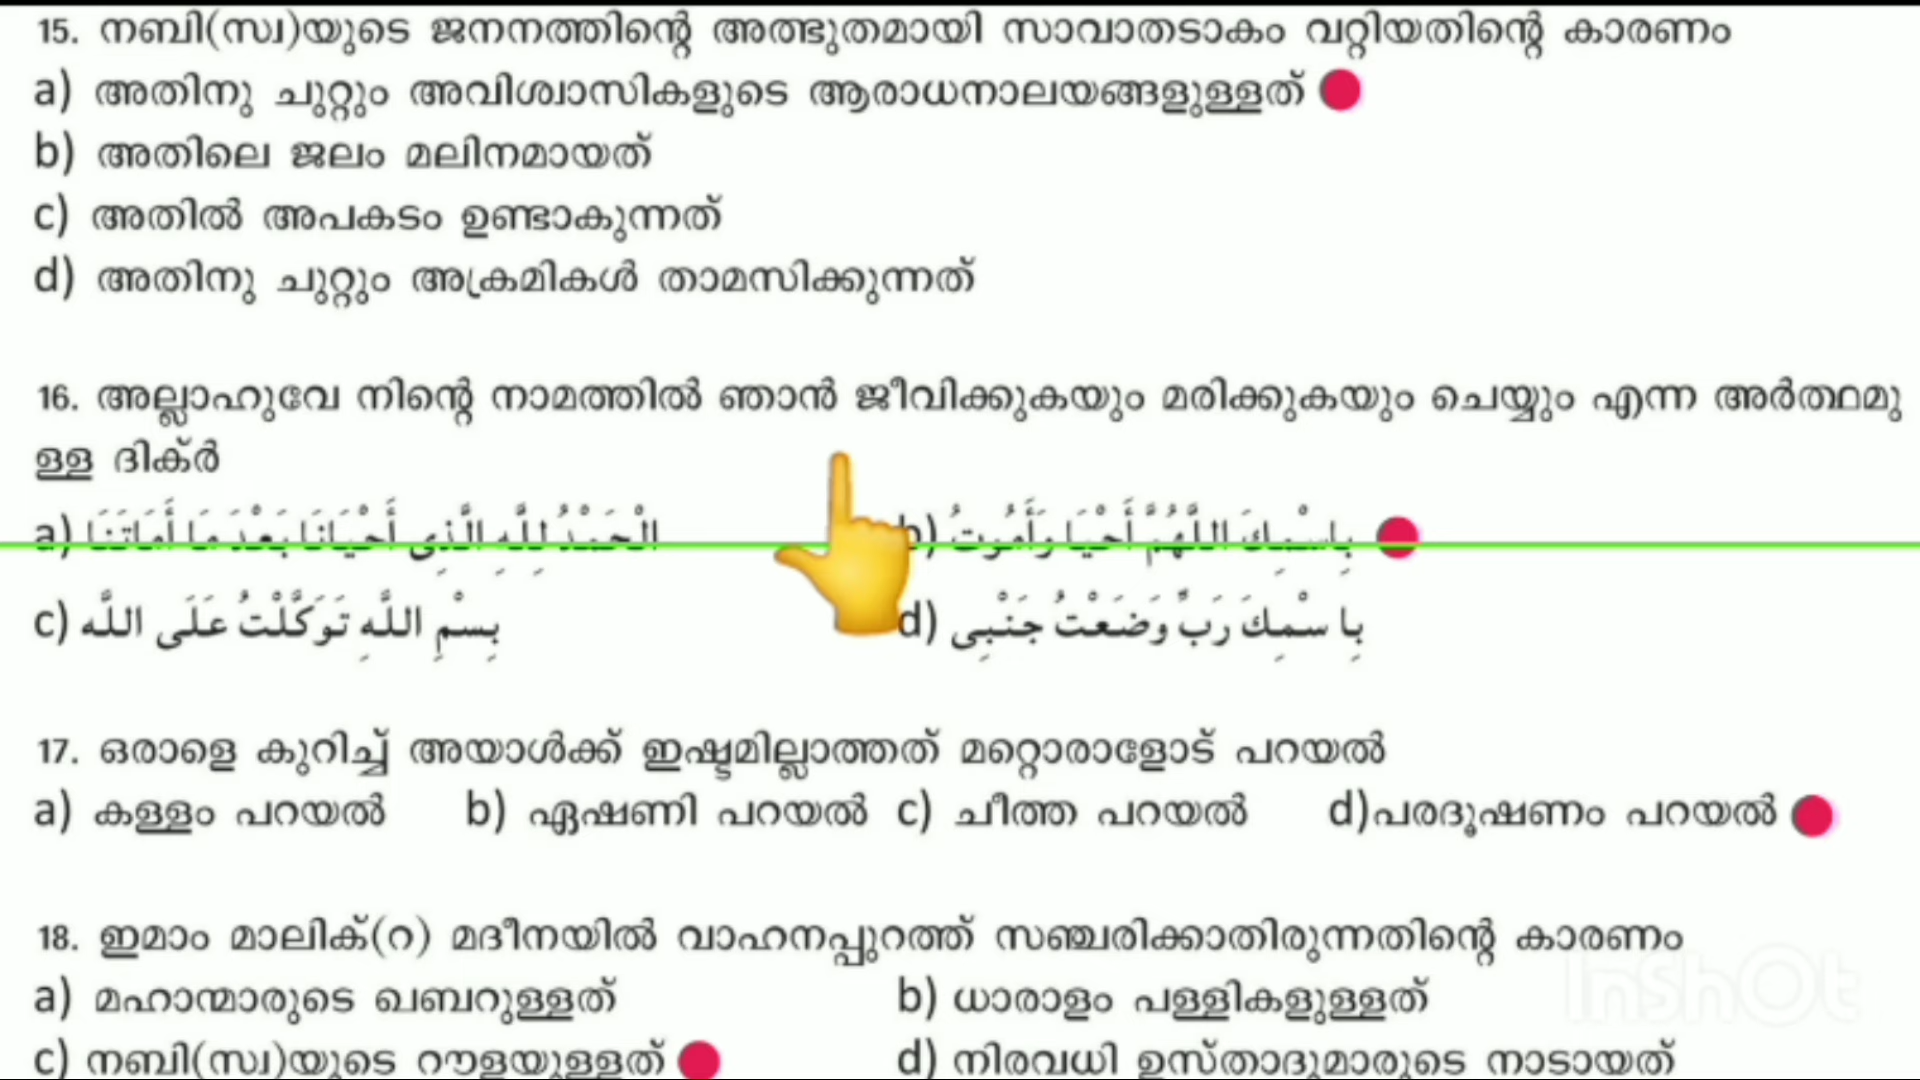 15. നബി(സ്വ)യുടെ ജനനത്തിന്റെ അത്ഭുതമായി സാവാതടാകം വറ്റിയതിന്റെ കാരണം
a) അതിനു ചുറ്റും അവിശ്വാസികളുടെ ആരാധനാലയങ്ങളുള്ളത്
b) അതിലെ ജലം മലിനമായത്
c) അതിൽ അപകടം ഉണ്ടാകുന്നത്
d) അതിനു ചുറ്റും അക്രമികൾ താമസിക്കുന്നത്
16. അല്ലാഹുവേ നിന്റെ നാമത്തിൽ ഞാൻ ജീവിക്കുകയും മരിക്കുകയും ചെയ്യും എന്ന അർത്ഥമു
ള്ള ദിക്ർ
a) الْحَمْدُ لِلَّهِ الَّذِى أَحْيَانَا بَعْدَ مَا أَمَاتَنَا b) بِاسْمِكَ اللَّهُمَّ أَحْيَا وَأَمُوتُ
c) بِسْمِ اللَّهِ تَوَكَّلْتُ عَلَى اللَّه d) بِا سْمِكَ رَبِّ وَضَعْتُ جَنْبِى
17. ഒരാളെ കുറിച്ച് അയാൾക്ക് ഇഷ്ടമില്ലാത്തത് മറ്റൊരാളോട് പറയൽ
a) കള്ളം പറയൽ b) ഏഷണി പറയൽ c) ചീത്ത പറയൽ d)പരദൂഷണം പറയൽ
18. ഇമാം മാലിക്(റ) മദീനയിൽ വാഹനപ്പുറത്ത് സഞ്ചരിക്കാതിരുന്നതിന്റെ കാരണം
a) മഹാന്മാരുടെ ഖബറുള്ളത് b) ധാരാളം പള്ളികളുള്ളത്
c) നബി(സ്വ)യുടെ റൗളയുള്ളത് d) നിരവധി ഉസ്താദുമാരുടെ നാടായത്
InShOt